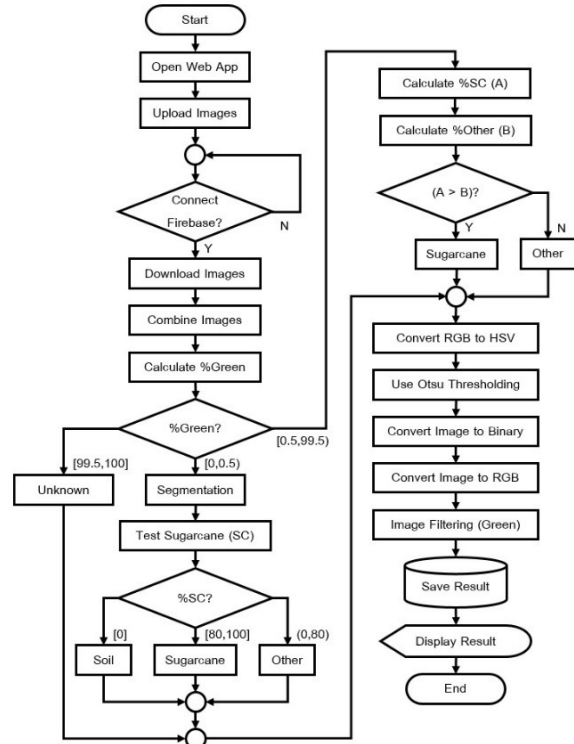 Start
Open Web App
Upload Images
Connect
Firebase?
N
Y
Download Images
Combine Images
Calculate %Green
%Green?
[99.5,100]
[0,0.5)
[0.5,99.5)
Unknown
Segmentation
Test Sugarcane (SC)
%SC?
[0]
[80,100]
(0,80)
Soil
Sugarcane
Other
Calculate %SC (A)
Calculate %Other (B)
(A > B)?
Y
N
Sugarcane
Other
Convert RGB to HSV
Use Otsu Thresholding
Convert Image to Binary
Convert Image to RGB
Image Filtering (Green)
Save Result
Display Result
End